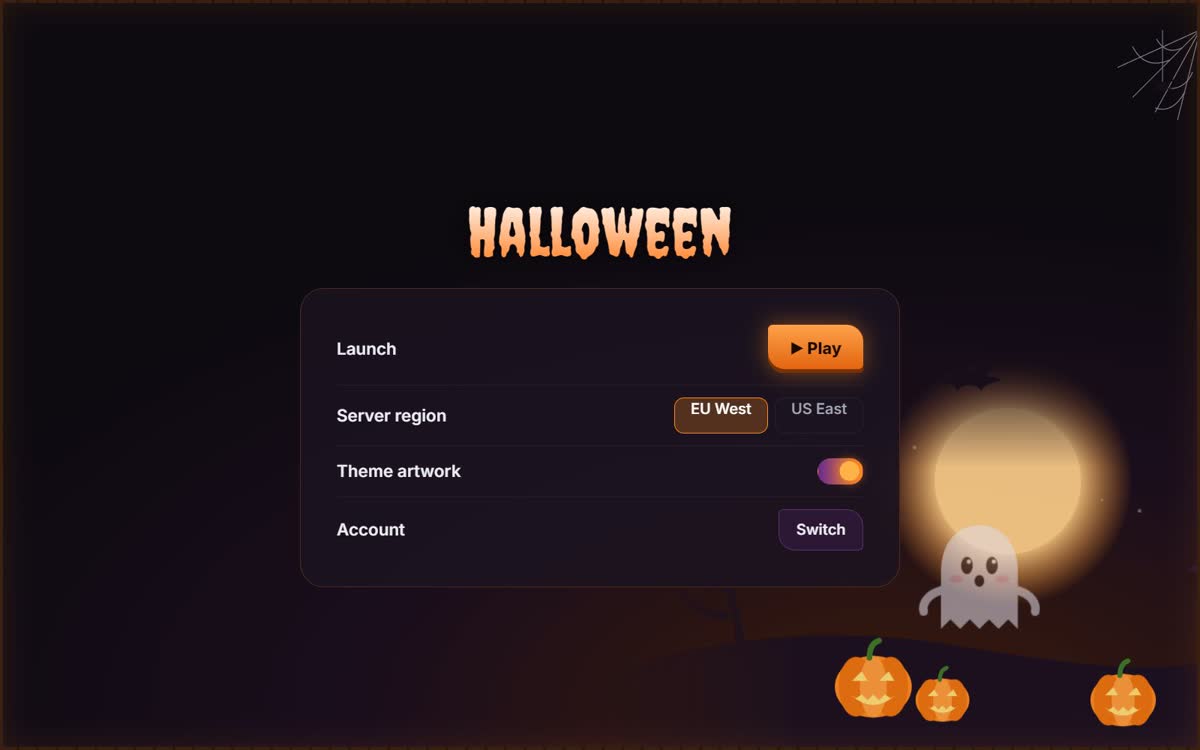 HALLOWEEN
Launch
▶ Play
Server region
EU West
US East
Theme artwork
Account
Switch